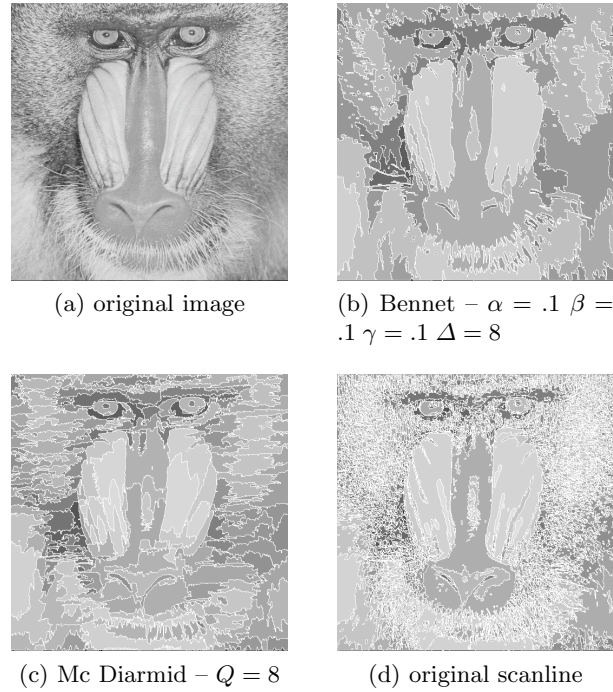 (a) original image
(b) Bennet – α = .1 β =
.1 γ = .1 Δ = 8
(c) Mc Diarmid – Q = 8
(d) original scanline